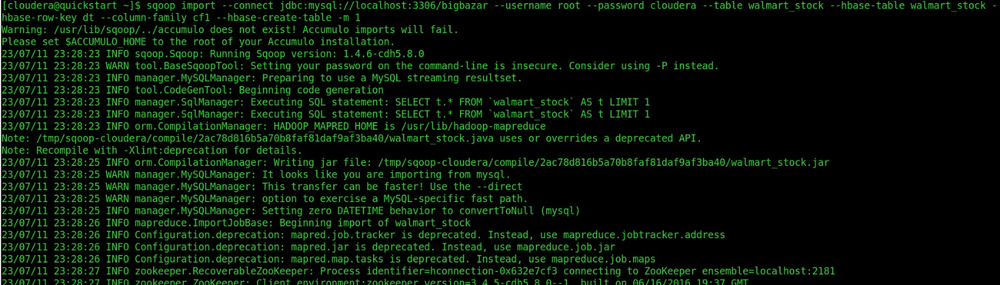 [cloudera@quickstart ~]$ sqoop import --connect jdbc:mysql://localhost:3306/bigbazar --username root --password cloudera --table walmart_stock --hbase-table walmart_stock -
hbase-row-key dt --column-family cf1 --hbase-create-table -m 1
Warning: /usr/lib/sqoop/../accumulo does not exist! Accumulo imports will fail.
Please set $ACCUMULO_HOME to the root of your Accumulo installation.
23/07/11 23:28:23 INFO sqoop.Sqoop: Running Sqoop version: 1.4.6-cdh5.8.0
23/07/11 23:28:23 WARN tool.BaseSqoopTool: Setting your password on the command-line is insecure. Consider using -P instead.
23/07/11 23:28:23 INFO manager.MySQLManager: Preparing to use a MySQL streaming resultset.
23/07/11 23:28:23 INFO tool.CodeGenTool: Beginning code generation
23/07/11 23:28:23 INFO manager.SqlManager: Executing SQL statement: SELECT t.* FROM `walmart_stock` AS t LIMIT 1
23/07/11 23:28:23 INFO manager.SqlManager: Executing SQL statement: SELECT t.* FROM `walmart_stock` AS t LIMIT 1
23/07/11 23:28:23 INFO orm.CompilationManager: HADOOP_MAPRED_HOME is /usr/lib/hadoop-mapreduce
Note: /tmp/sqoop-cloudera/compile/2ac78d816b5a70b8faf81daf9af3ba40/walmart_stock.java uses or overrides a deprecated API.
Note: Recompile with -Xlint:deprecation for details.
23/07/11 23:28:25 INFO orm.CompilationManager: Writing jar file: /tmp/sqoop-cloudera/compile/2ac78d816b5a70b8faf81daf9af3ba40/walmart_stock.jar
23/07/11 23:28:25 WARN manager.MySQLManager: It looks like you are importing from mysql.
23/07/11 23:28:25 WARN manager.MySQLManager: This transfer can be faster! Use the --direct
23/07/11 23:28:25 WARN manager.MySQLManager: option to exercise a MySQL-specific fast path.
23/07/11 23:28:25 INFO manager.MySQLManager: Setting zero DATETIME behavior to convertToNull (mysql)
23/07/11 23:28:26 INFO mapreduce.ImportJobBase: Beginning import of walmart_stock
23/07/11 23:28:26 INFO Configuration.deprecation: mapred.job.tracker is deprecated. Instead, use mapreduce.jobtracker.address
23/07/11 23:28:26 INFO Configuration.deprecation: mapred.jar is deprecated. Instead, use mapreduce.job.jar
23/07/11 23:28:26 INFO Configuration.deprecation: mapred.map.tasks is deprecated. Instead, use mapreduce.job.maps
23/07/11 23:28:27 INFO zookeeper.RecoverableZooKeeper: Process identifier=hconnection-0x632e7cf3 connecting to ZooKeeper ensemble=localhost:2181
23/07/11 23:28:27 INFO zookeeper.ZooKeeper: Client environment:zookeeper.version=3.4.5-cdh5.8.0--1, built on 06/16/2016 19:37 GMT